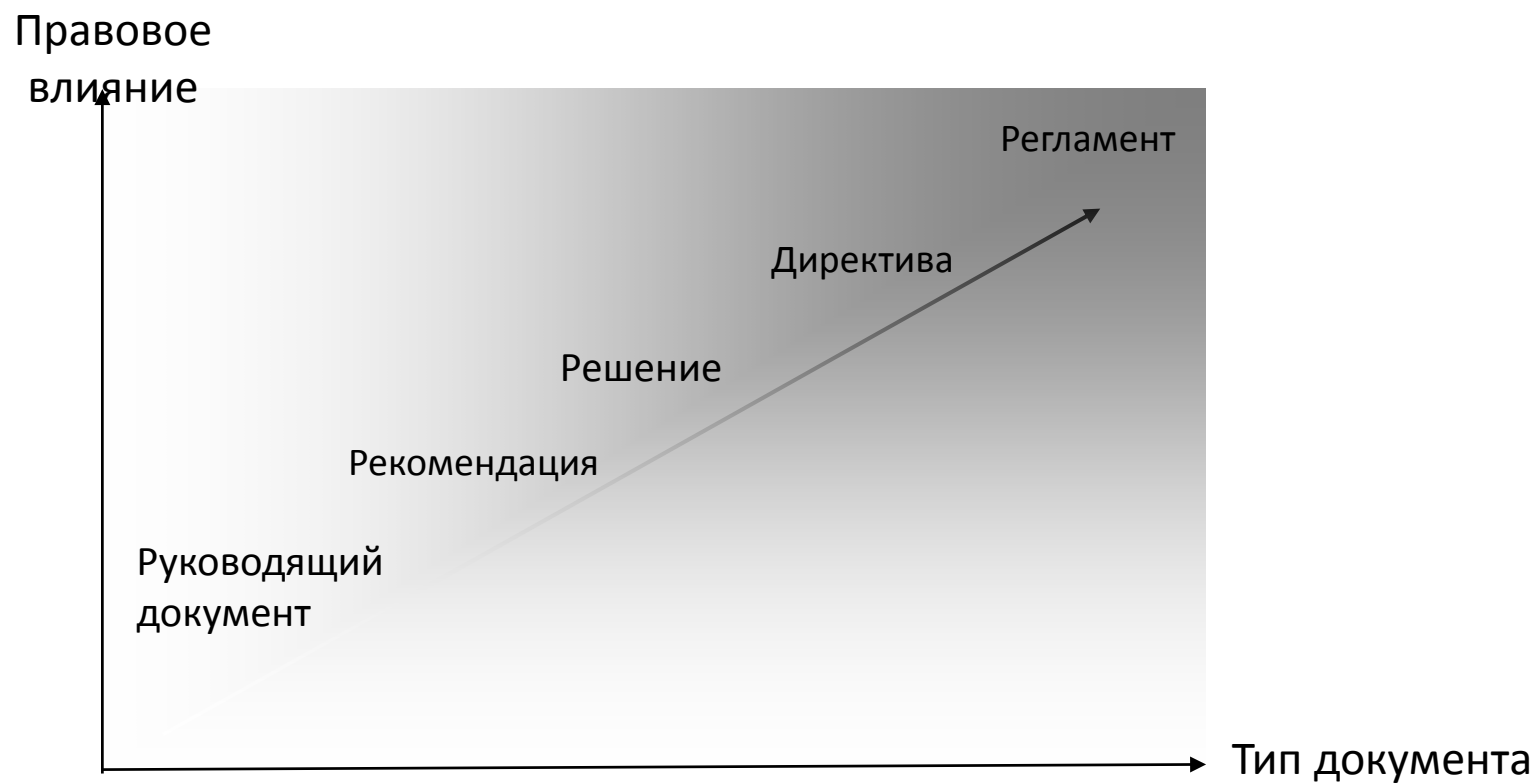 Правовое
влияние
Регламент
Директива
Решение
Рекомендация
Руководящий
документ
Тип документа